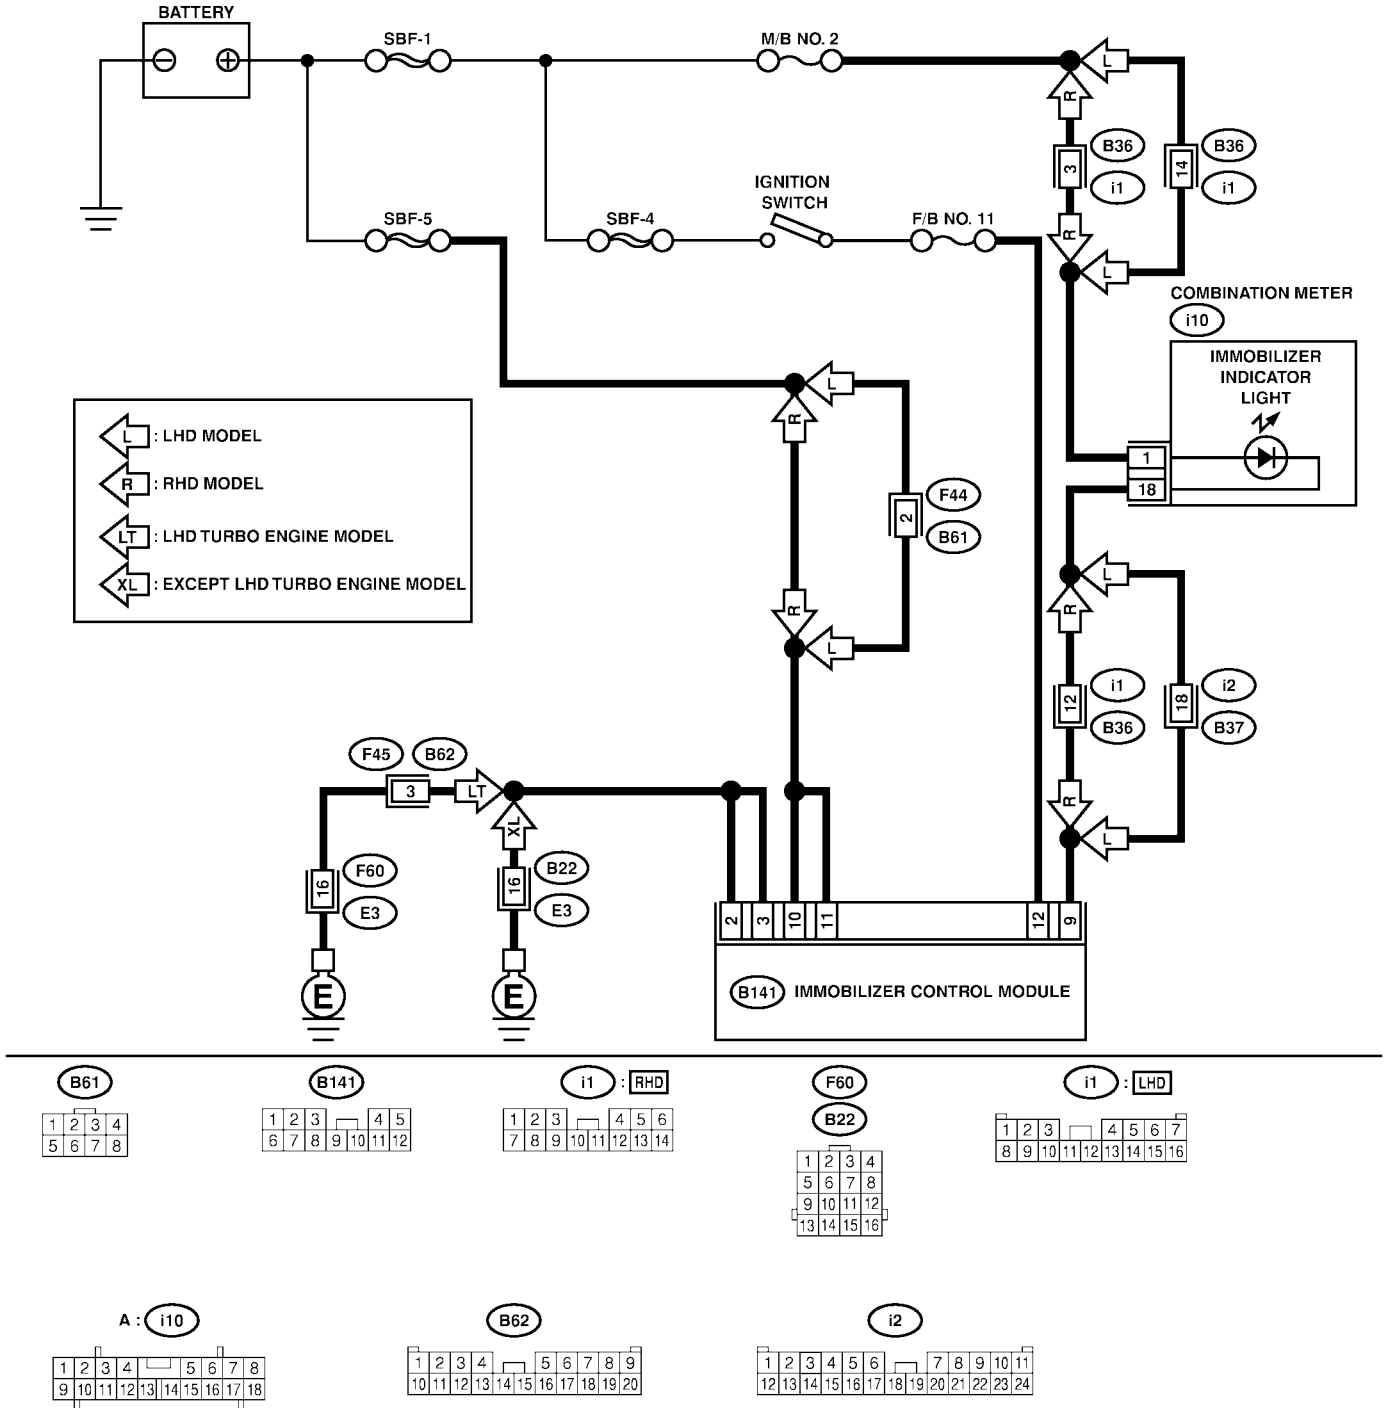 BATTERY
SBF-1
M/B NO. 2
L
R
3
B36
i1
14
B36
i1
R
L
SBF-5
SBF-4
IGNITION
SWITCH
F/B NO. 11
COMBINATION METER
i10
IMMOBILIZER
INDICATOR
LIGHT
1
18
L : LHD MODEL
R : RHD MODEL
LT : LHD TURBO ENGINE MODEL
XL : EXCEPT LHD TURBO ENGINE MODEL
L
R
2
F44
B61
R
L
L
R
12
i1
B36
18
i2
B37
R
L
F45 B62
3
LT
XL
16
F60
E3
16
B22
E3
E
E
2 3 10 11 12 9
B141 IMMOBILIZER CONTROL MODULE
B61
1 2 3 4
5 6 7 8
B141
1 2 3 4 5
6 7 8 9 10 11 12
i1 : RHD
1 2 3 4 5 6
7 8 9 10 11 12 13 14
F60
B22
1 2 3 4
5 6 7 8
9 10 11 12
13 14 15 16
i1 : LHD
1 2 3 4 5 6 7
8 9 10 11 12 13 14 15 16
A : i10
1 2 3 4 5 6 7 8
9 10 11 12 13 14 15 16 17 18
B62
1 2 3 4 5 6 7 8 9
10 11 12 13 14 15 16 17 18 19 20
i2
1 2 3 4 5 6 7 8 9 10 11
12 13 14 15 16 17 18 19 20 21 22 23 24